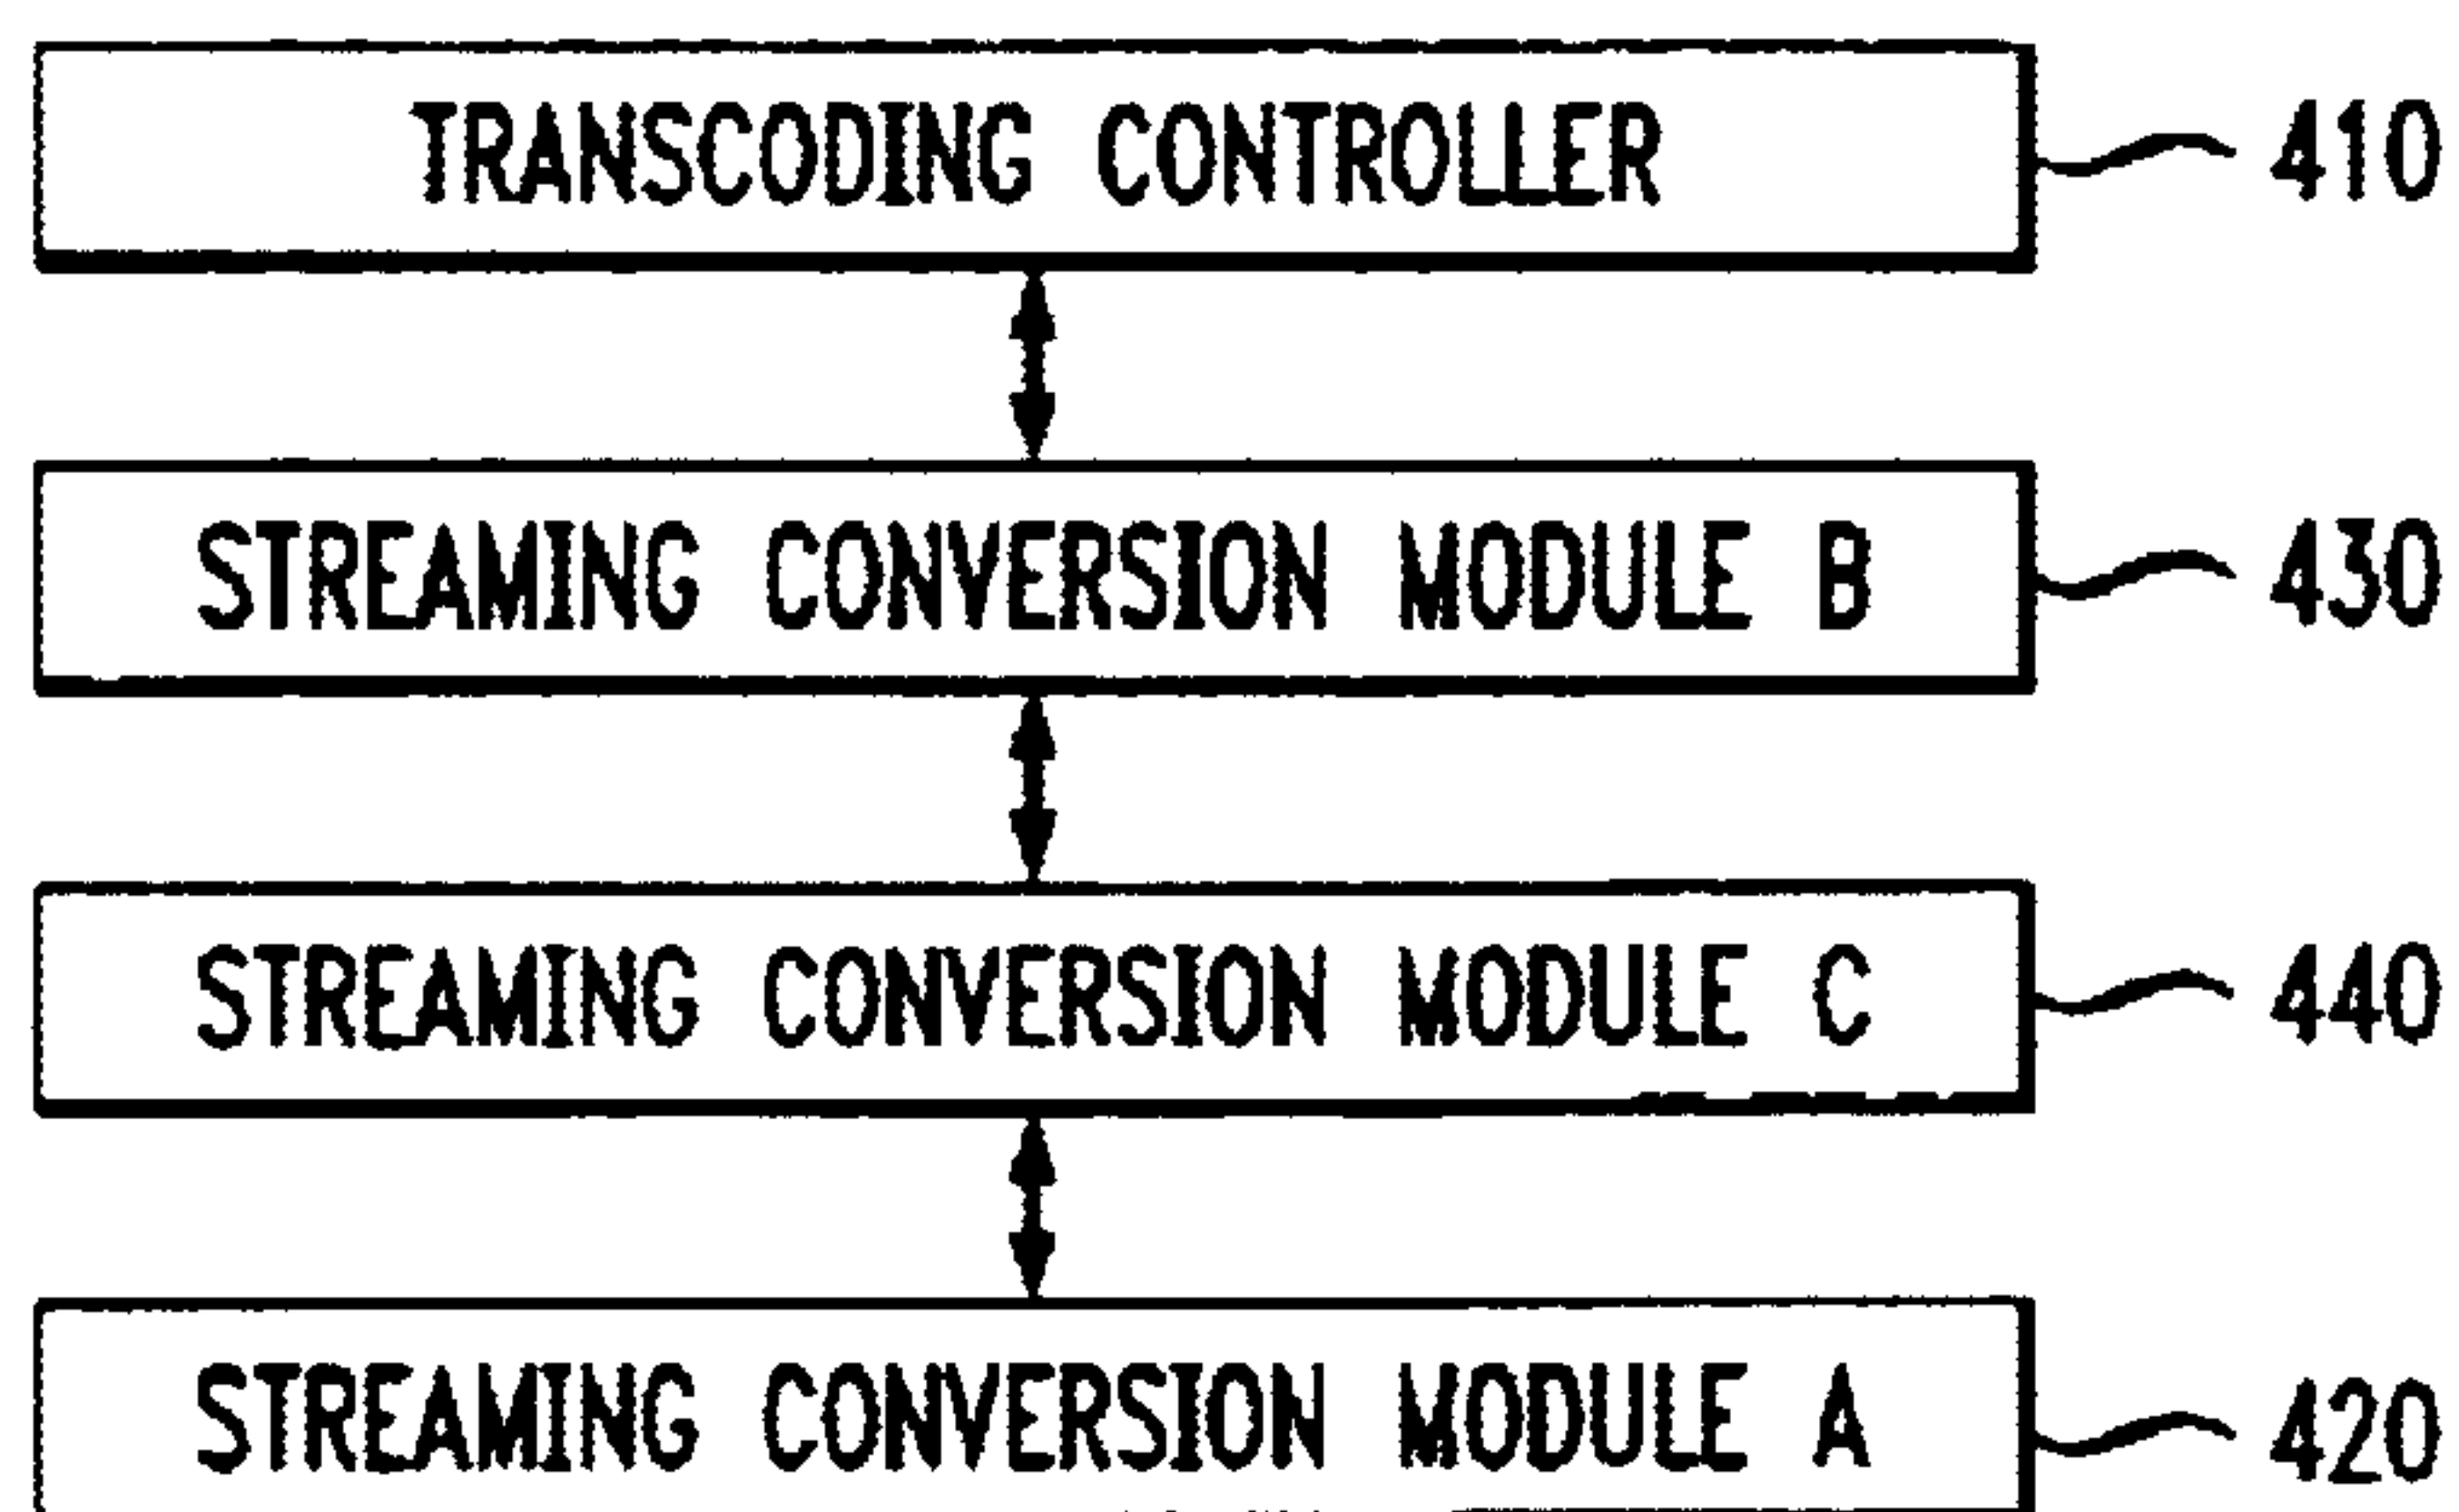 TRANSCODING CONTROLLER 410
STREAMING CONVERSION MODULE B 430
STREAMING CONVERSION MODULE C 440
STREAMING CONVERSION MODULE A 420